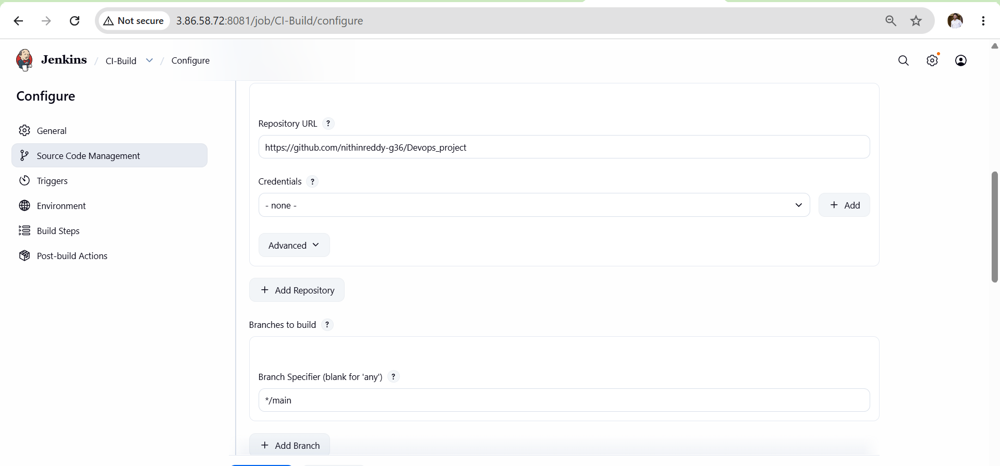 Not secure 3.86.58.72:8081/job/CI-Build/configure
Jenkins / CI-Build / Configure
Configure
General
Source Code Management
Triggers
Environment
Build Steps
Post-build Actions
Repository URL ?
https://github.com/nithinreddy-g36/Devops_project
Credentials ?
- none -
+ Add
Advanced
+ Add Repository
Branches to build ?
Branch Specifier (blank for 'any') ?
*/main
+ Add Branch